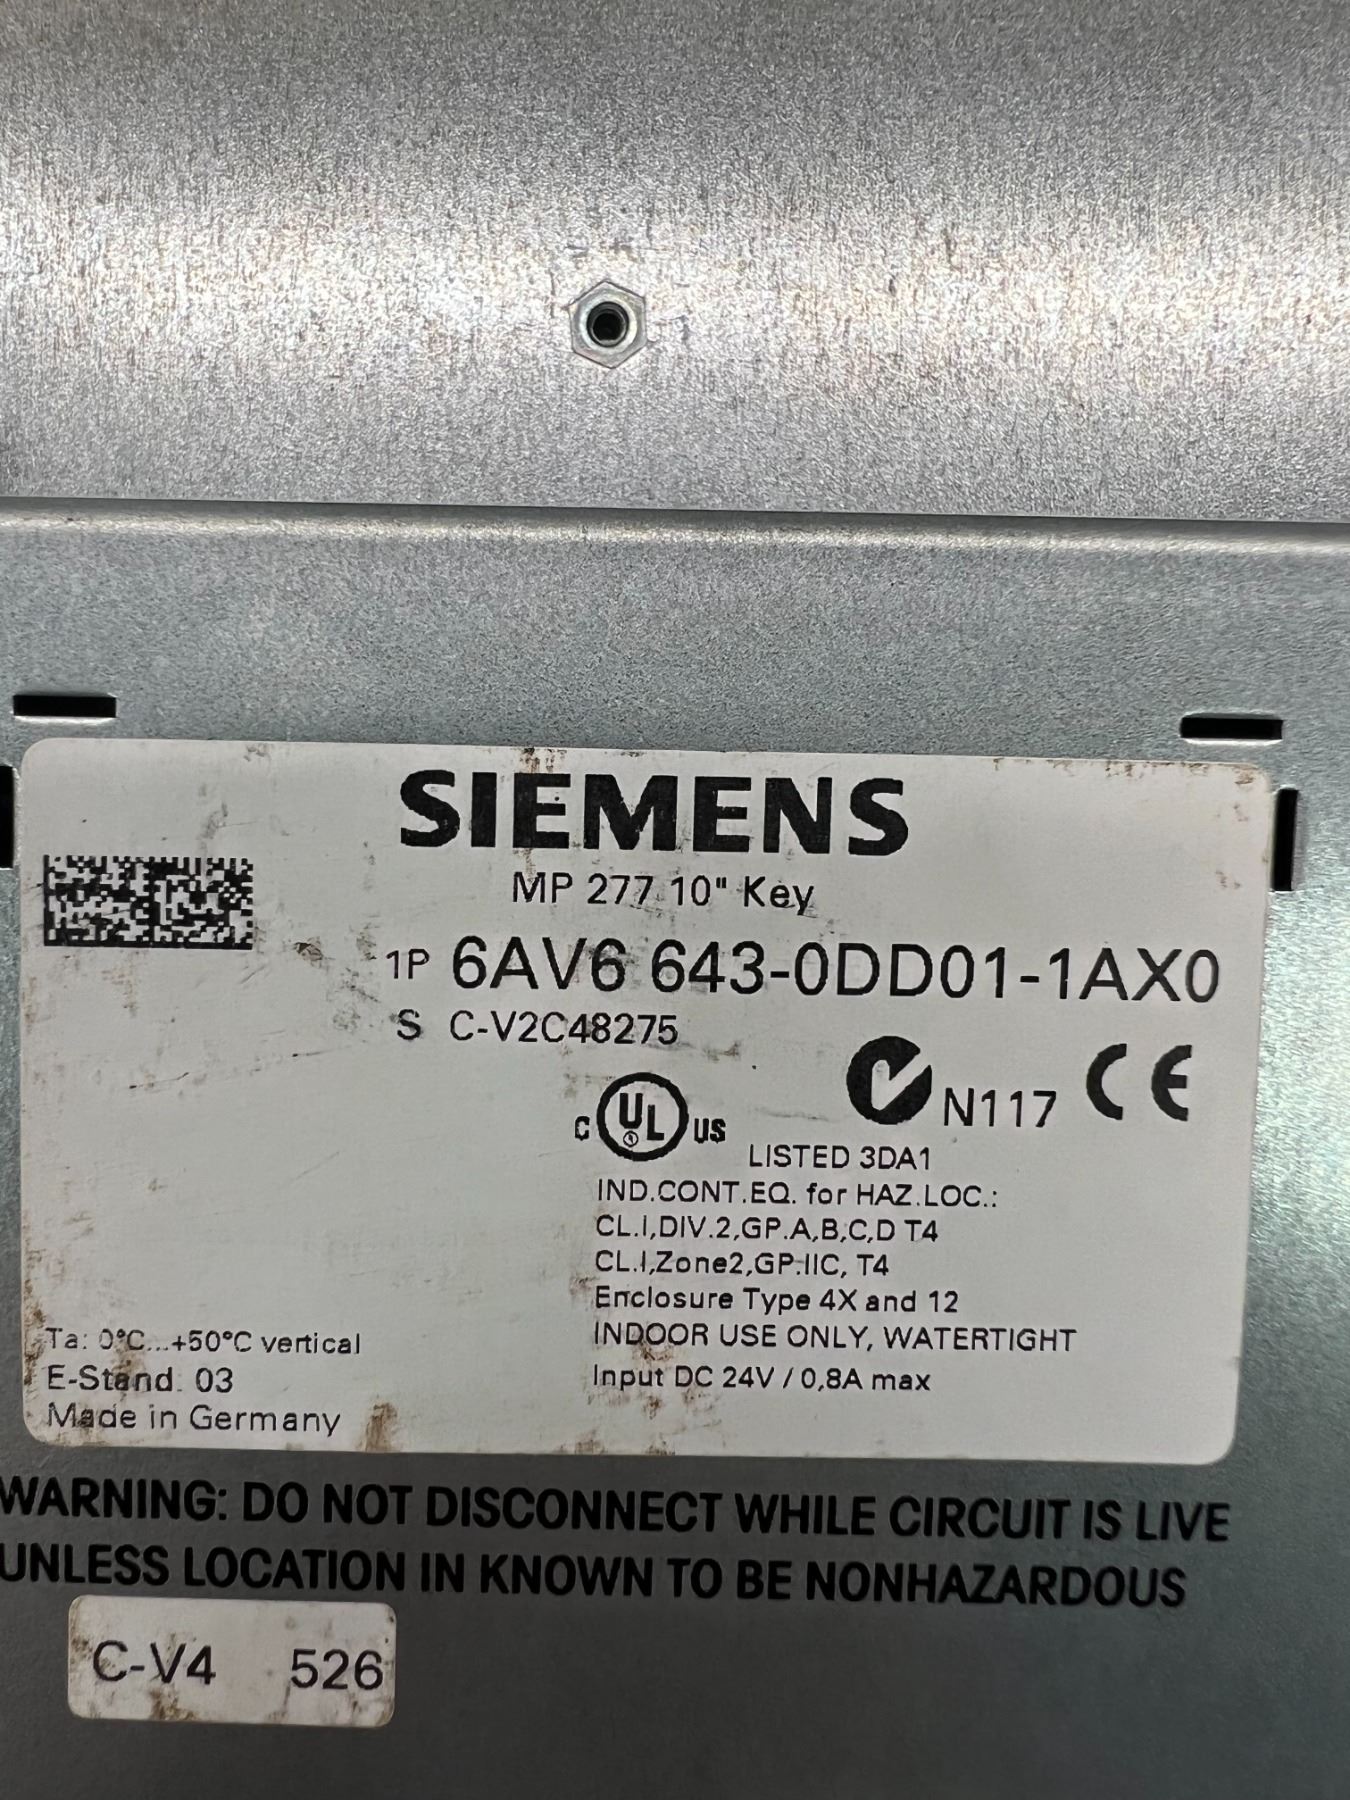 SIEMENS
MP 277 10" Key
1P 6AV6 643-0DD01-1AX0
S C-V2C48275
C UL US
N117 CE
LISTED 3DA1
IND.CONT.EQ. for HAZ.LOC.:
CL.I,DIV.2,GP.A,B,C,D T4
CL.I,Zone2,GP.IIC, T4
Enclosure Type 4X and 12
INDOOR USE ONLY, WATERTIGHT
Input DC 24V / 0,8A max
Ta: 0°C...+50°C vertical
E-Stand. 03
Made in Germany
WARNING: DO NOT DISCONNECT WHILE CIRCUIT IS LIVE
UNLESS LOCATION IN KNOWN TO BE NONHAZARDOUS
C-V4 526